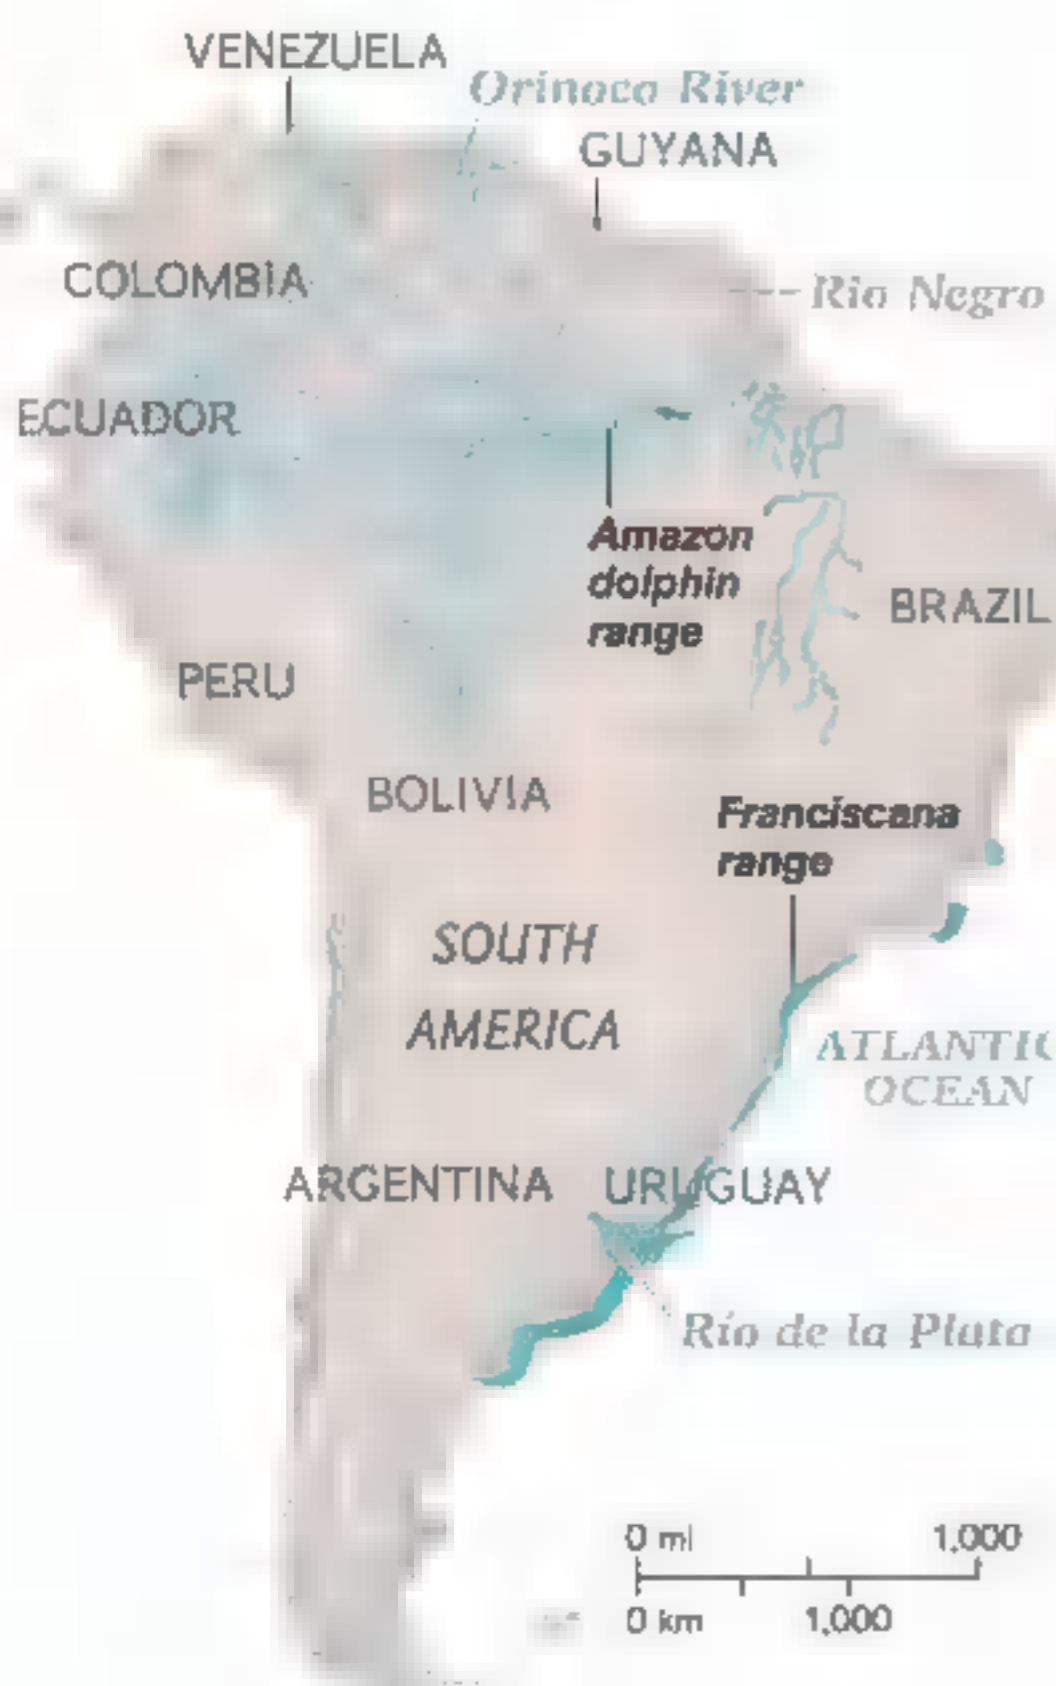 VENEZUELA
Orinoco River
GUYANA
COLOMBIA
Rio Negro
ECUADOR
Amazon
dolphin
range
BRAZIL
PERU
BOLIVIA
Franciscana
range
SOUTH
AMERICA
ATLANTIC
OCEAN
ARGENTINA
URUGUAY
Río de la Plata
0 mi 1,000
0 km 1,000